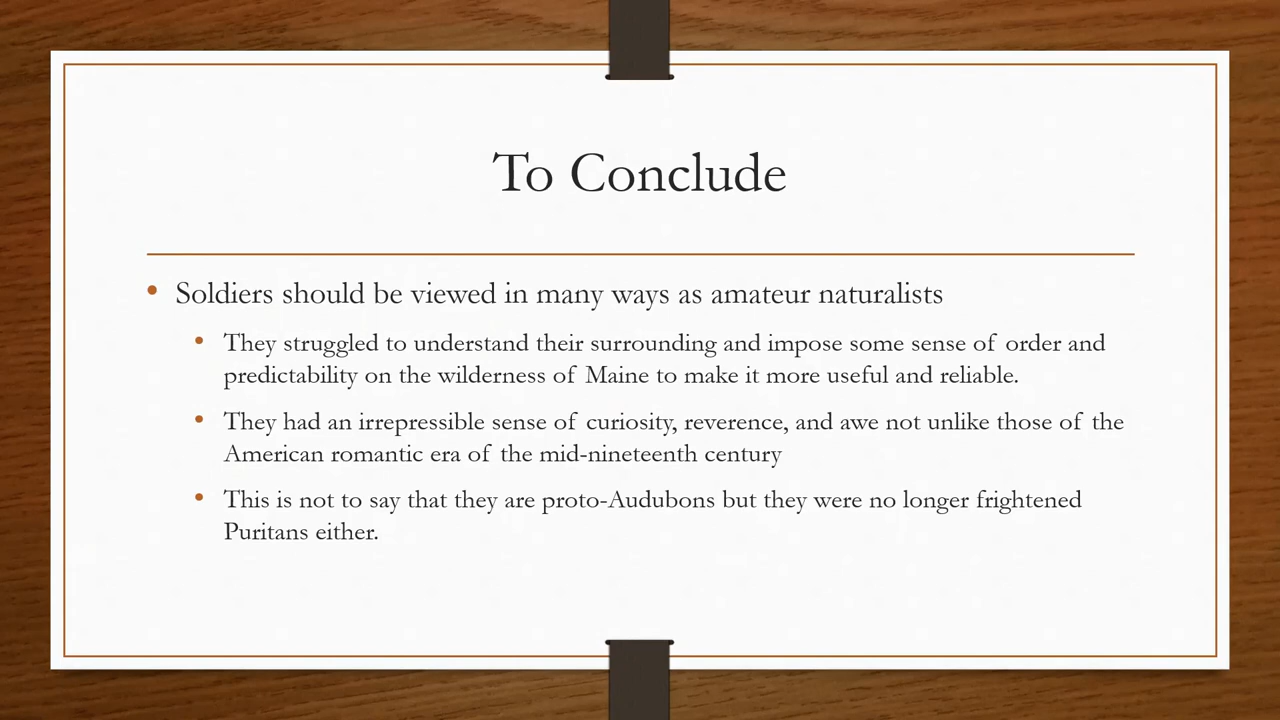 To Conclude
Soldiers should be viewed in many ways as amateur naturalists
They struggled to understand their surrounding and impose some sense of order and
predictability on the wilderness of Maine to make it more useful and reliable.
They had an irrepressible sense of curiosity, reverence, and awe not unlike those of the
American romantic era of the mid-nineteenth century
This is not to say that they are proto-Audubons but they were no longer frightened
Puritans either.